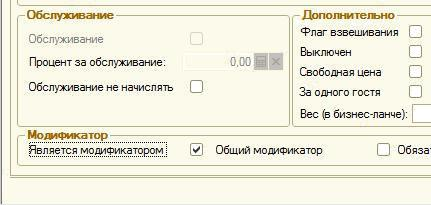 Обслуживание
Обслуживание
Процент за обслуживание: 0,00
Обслуживание не начислять
Дополнительно
Флаг взвешивания
Выключен
Свободная цена
За одного гостя
Вес (в бизнес-ланче):
Модификатор
Является модификатором Общий модификатор Обяза